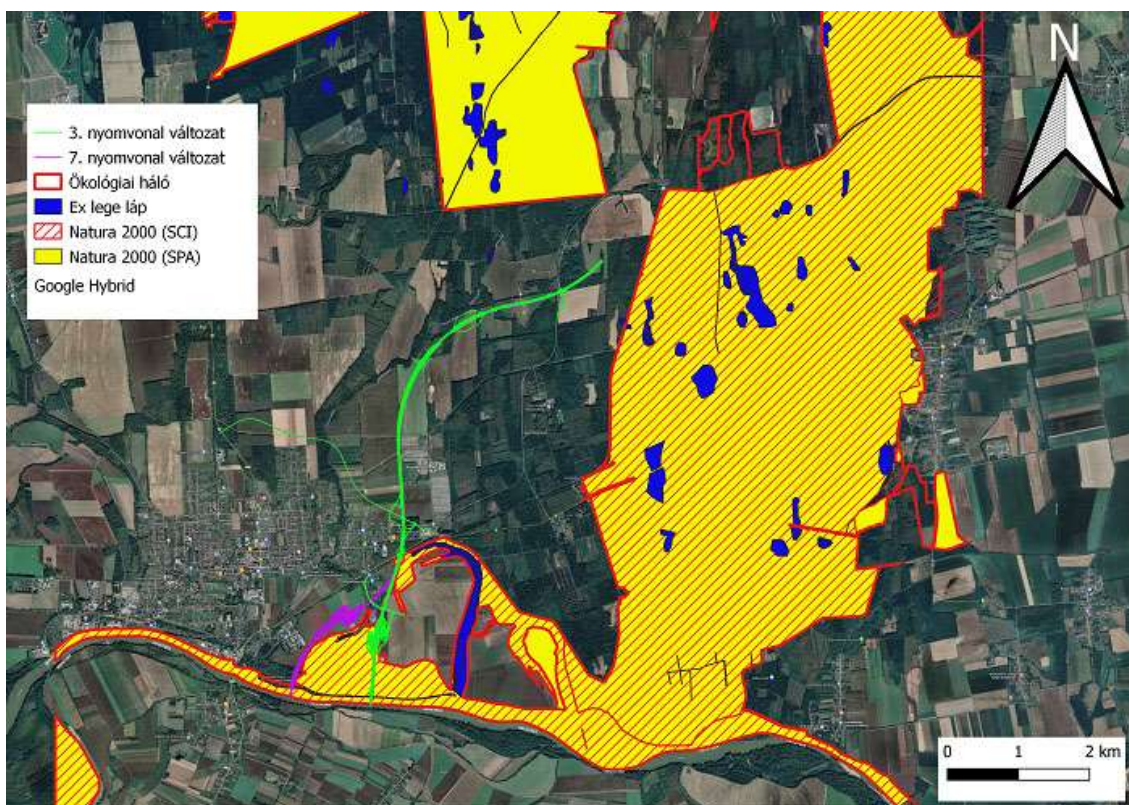 N
3. nyomvonal változat
7. nyomvonal változat
Ökológiai háló
Ex lege láp
Natura 2000 (SCI)
Natura 2000 (SPA)
Google Hybrid
0 1 2 km